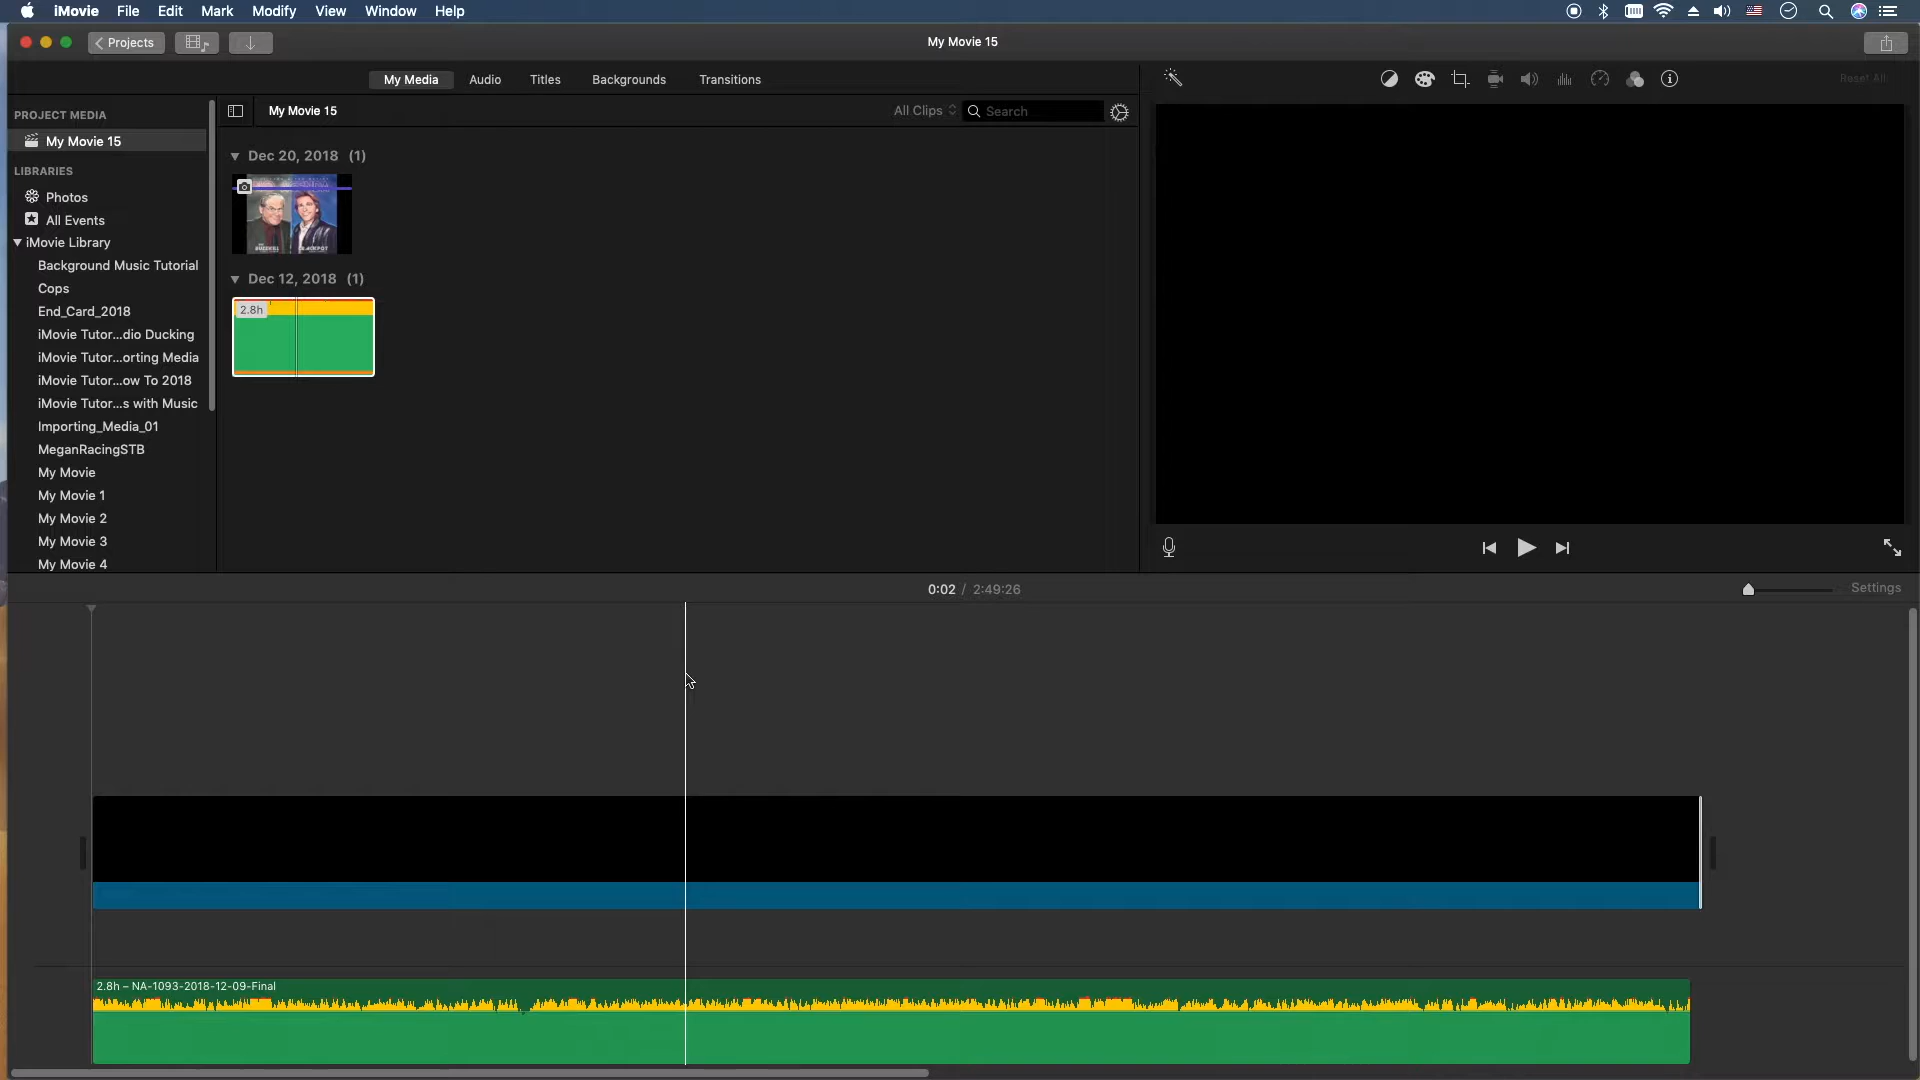 iMovie File Edit Mark Modify View Window Help
Projects
My Movie 15
My Media Audio Titles Backgrounds Transitions
Reset All
PROJECT MEDIA
My Movie 15
LIBRARIES
Photos
All Events
iMovie Library
Background Music Tutorial
Cops
End_Card_2018
iMovie Tutor...dio Ducking
iMovie Tutor...orting Media
iMovie Tutor...ow To 2018
iMovie Tutor...s with Music
Importing_Media_01
MeganRacingSTB
My Movie
My Movie 1
My Movie 2
My Movie 3
My Movie 4
My Movie 15
All Clips
Search
Dec 20, 2018 (1)
CRACKPOT
Dec 12, 2018 (1)
2.8h
0:02 / 2:49:26
Settings
2.8h – NA-1093-2018-12-09-Final